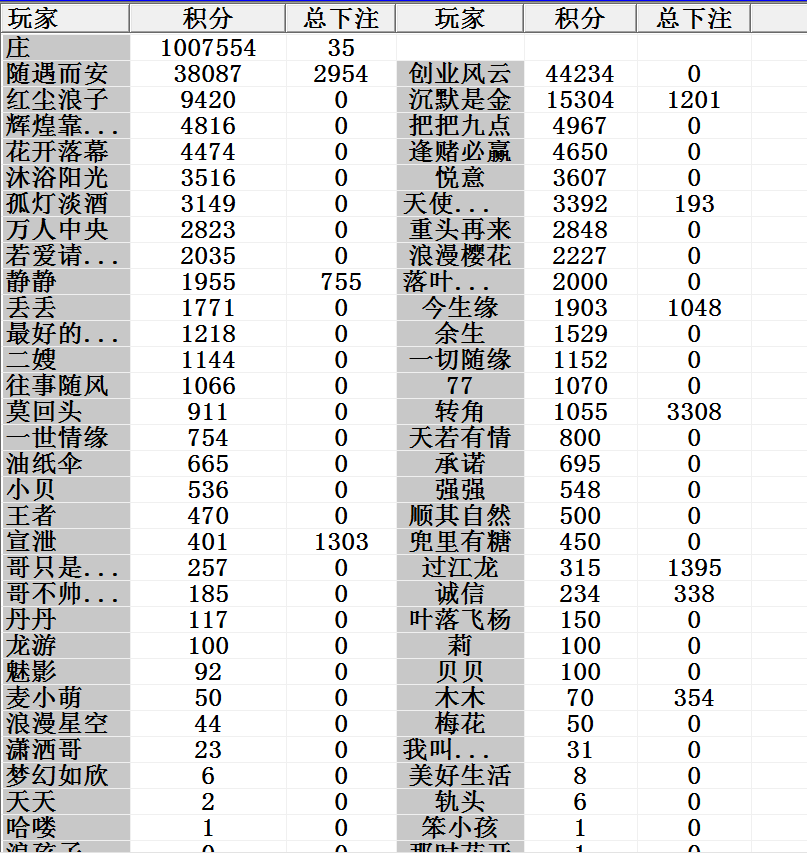 玩家 积分 总下注 玩家 积分 总下注
庄 1007554 35
随遇而安 38087 2954 创业风云 44234 0
红尘浪子 9420 0 沉默是金 15304 1201
辉煌靠... 4816 0 把把九点 4967 0
花开落幕 4474 0 逢赌必赢 4650 0
沐浴阳光 3516 0 悦意 3607 0
孤灯淡酒 3149 0 天使... 3392 193
万人中央 2823 0 重头再来 2848 0
若爱请... 2035 0 浪漫樱花 2227 0
静静 1955 755 落叶... 2000 0
丢丢 1771 0 今生缘 1903 1048
最好的... 1218 0 余生 1529 0
二嫂 1144 0 一切随缘 1152 0
往事随风 1066 0 77 1070 0
莫回头 911 0 转角 1055 3308
一世情缘 754 0 天若有情 800 0
油纸伞 665 0 承诺 695 0
小贝 536 0 强强 548 0
王者 470 0 顺其自然 500 0
宣泄 401 1303 兜里有糖 450 0
哥只是... 257 0 过江龙 315 1395
哥不帅... 185 0 诚信 234 338
丹丹 117 0 叶落飞杨 150 0
龙游 100 0 莉 100 0
魅影 92 0 贝贝 100 0
麦小萌 50 0 木木 70 354
浪漫星空 44 0 梅花 50 0
潇洒哥 23 0 我叫... 31 0
梦幻如欣 6 0 美好生活 8 0
天天 2 0 轨头 6 0
哈喽 1 0 笨小孩 1 0
浪孩子 0 0 那时花开 1 0